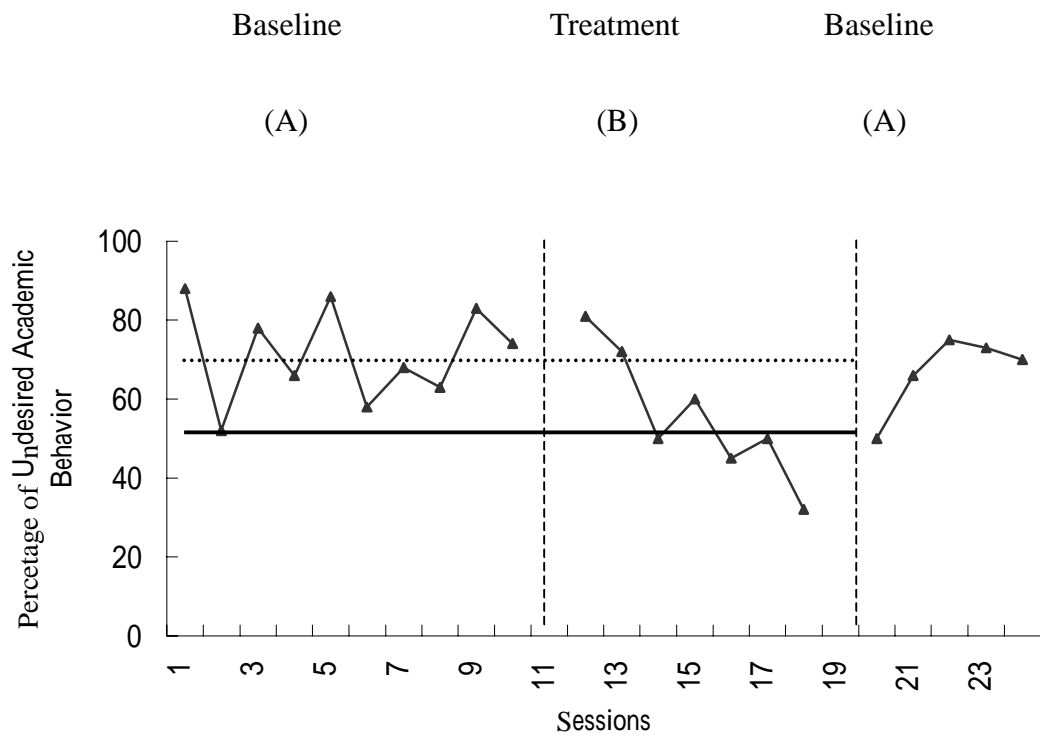 Baseline Treatment Baseline
(A) (B) (A)
Percetage of Undesired Academic
Behavior
100
80
60
40
20
0
1 3 5 7 9 11 13 15 17 19 21 23
Sessions